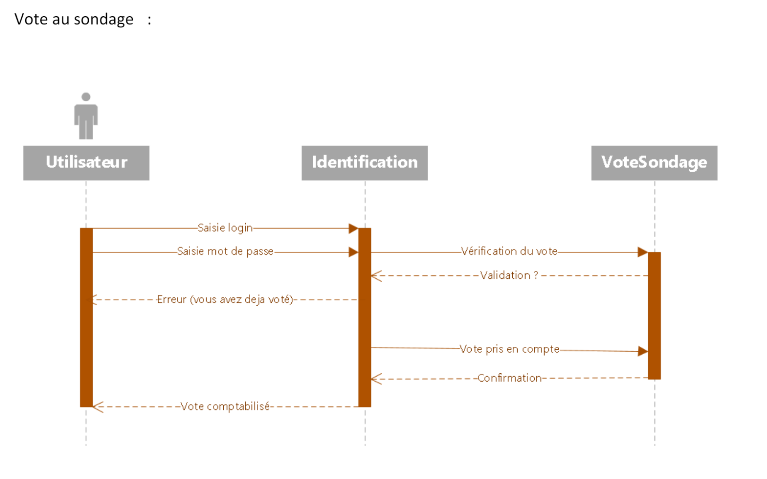 Vote au sondage :
Utilisateur
Identification
VoteSondage
Saisie login
Saisie mot de passe
Vérification du vote
Validation ?
Erreur (vous avez deja voté)
Vote pris en compte
Confirmation
Vote comptabilisé